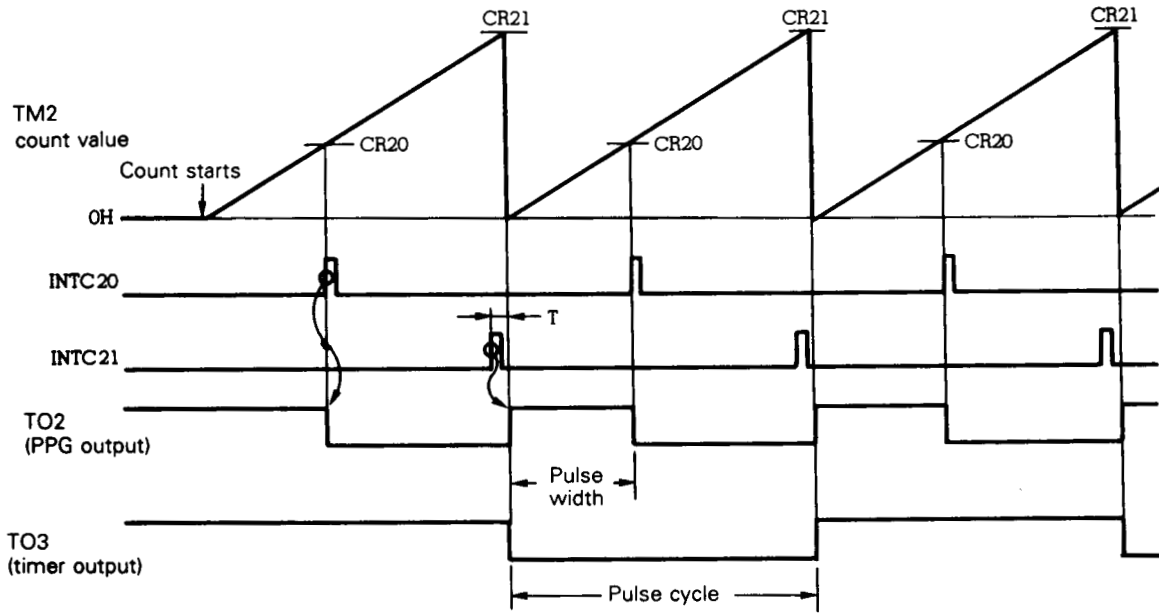 CR21
CR21
CR21
TM2
count value
CR20
CR20
CR20
Count starts
0H
INTC20
T
INTC21
TO2
(PPG output)
Pulse
width
TO3
(timer output)
Pulse cycle